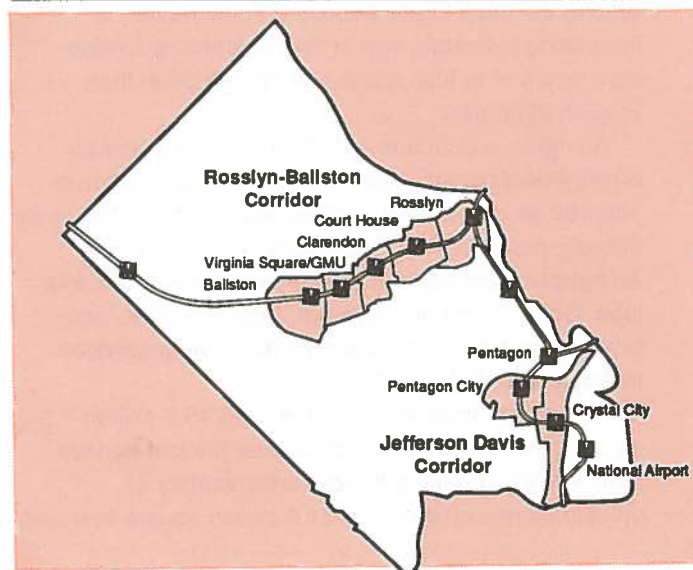 Rosslyn-Ballston
Corridor
Rosslyn
Court House
Clarendon
Virginia Square/GMU
Ballston
Pentagon
Pentagon City
Crystal City
Jefferson Davis
Corridor
National Airport